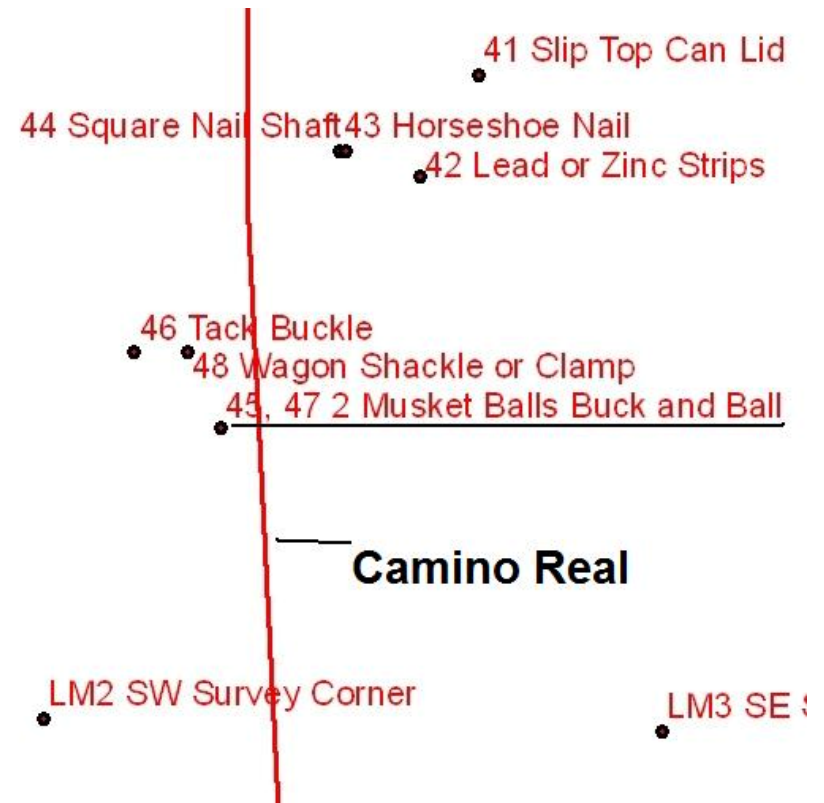 41 Slip Top Can Lid
44 Square Nail Shaft
43 Horseshoe Nail
42 Lead or Zinc Strips
46 Tack Buckle
48 Wagon Shackle or Clamp
45, 47 2 Musket Balls Buck and Ball
Camino Real
LM2 SW Survey Corner
LM3 SE